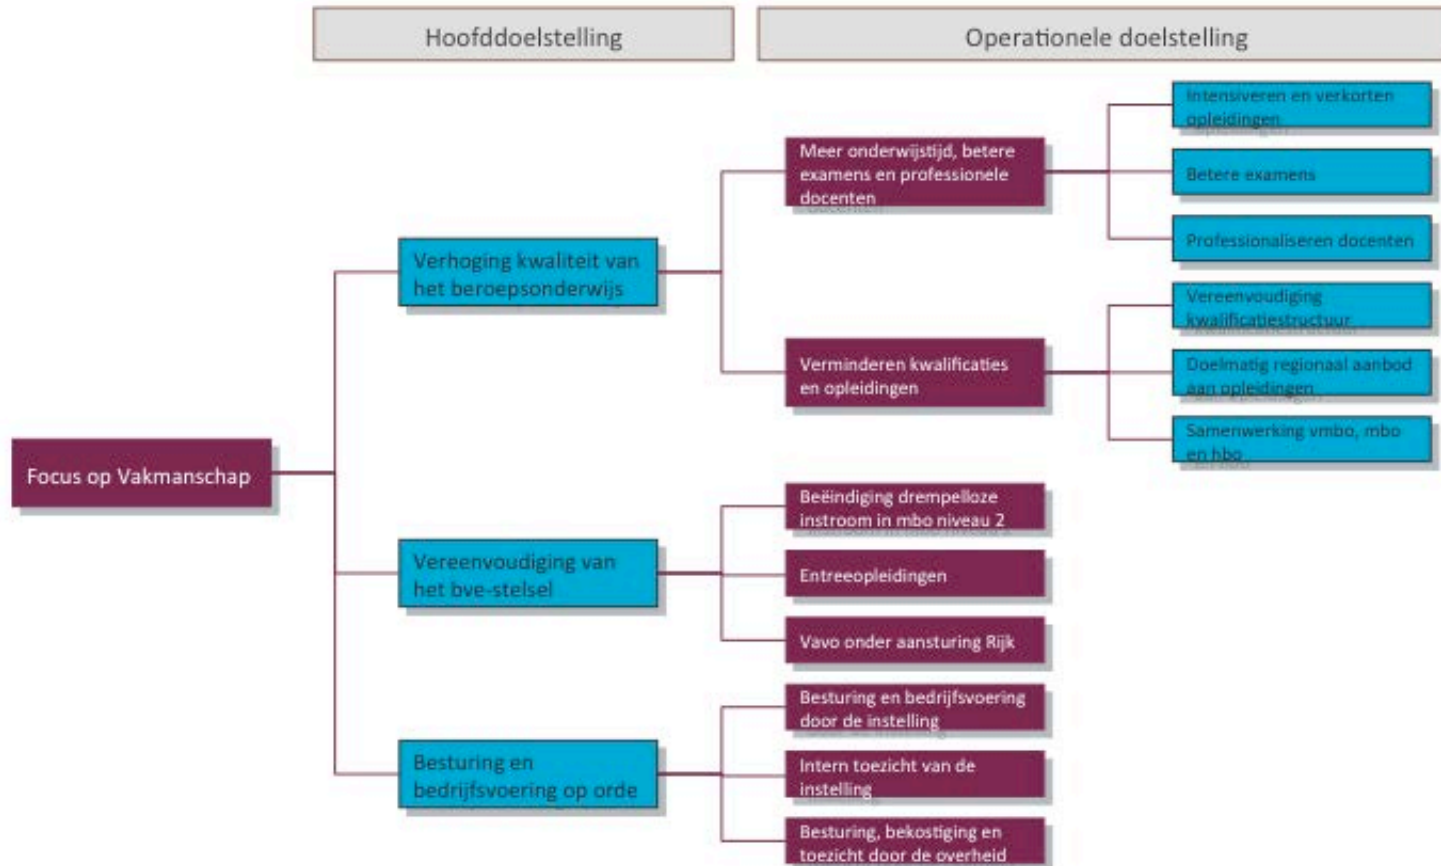 Hoofddoelstelling
Operationele doelstelling
Focus op Vakmanschap
Verhoging kwaliteit van
het beroepsonderwijs
Meer onderwijstijd, betere
examens en professionele
docenten
Intensiveren en verkorten
opleidingen
Betere examens
Professionaliseren docenten
Verminderen kwalificaties
en opleidingen
Vereenvoudiging
kwalificatiestructuur
Doelmatig regionaal aanbod
aan opleidingen
Samenwerking vmbo, mbo
en hbo
Vereenvoudiging van
het bve-stelsel
Beëindiging drempelloze
instroom in mbo niveau 2
Entreeopleidingen
Vavo onder aansturing Rijk
Besturing en
bedrijfsvoering op orde
Besturing en bedrijfsvoering
door de instelling
Intern toezicht van de
instelling
Besturing, bekostiging en
toezicht door de overheid